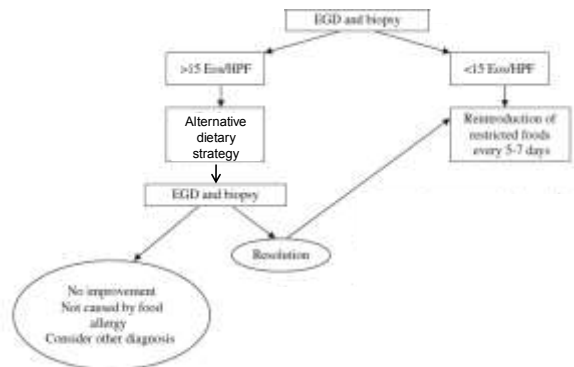 EGD and biopsy
>15 Eos/HPF
<15 Eos/HPF
Alternative
dietary
strategy
Reintroduction of
restricted foods
every 5-7 days
EGD and biopsy
Resolution
No improvement
Not caused by food
allergy
Consider other diagnosis